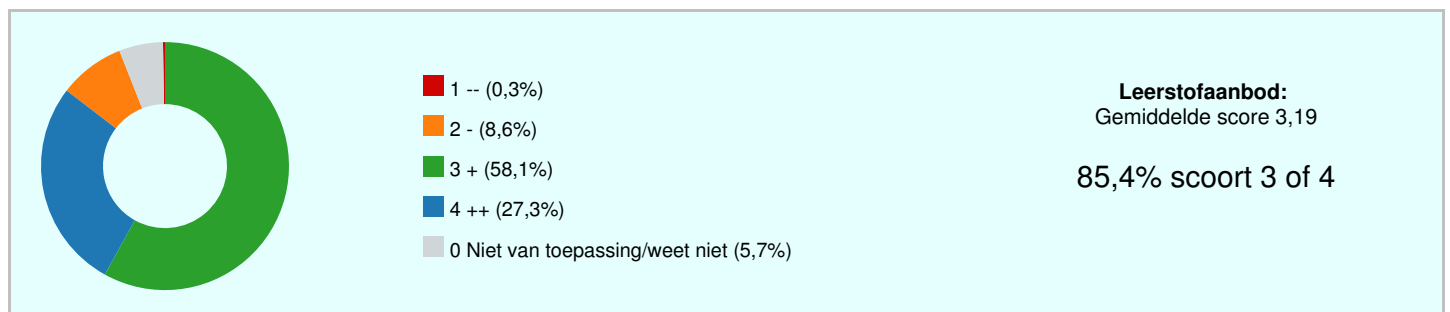 1 -- (0,3%)
2 - (8,6%)
3 + (58,1%)
4 ++ (27,3%)
0 Niet van toepassing/weet niet (5,7%)
Leerstofaanbod:
Gemiddelde score 3,19
85,4% scoort 3 of 4